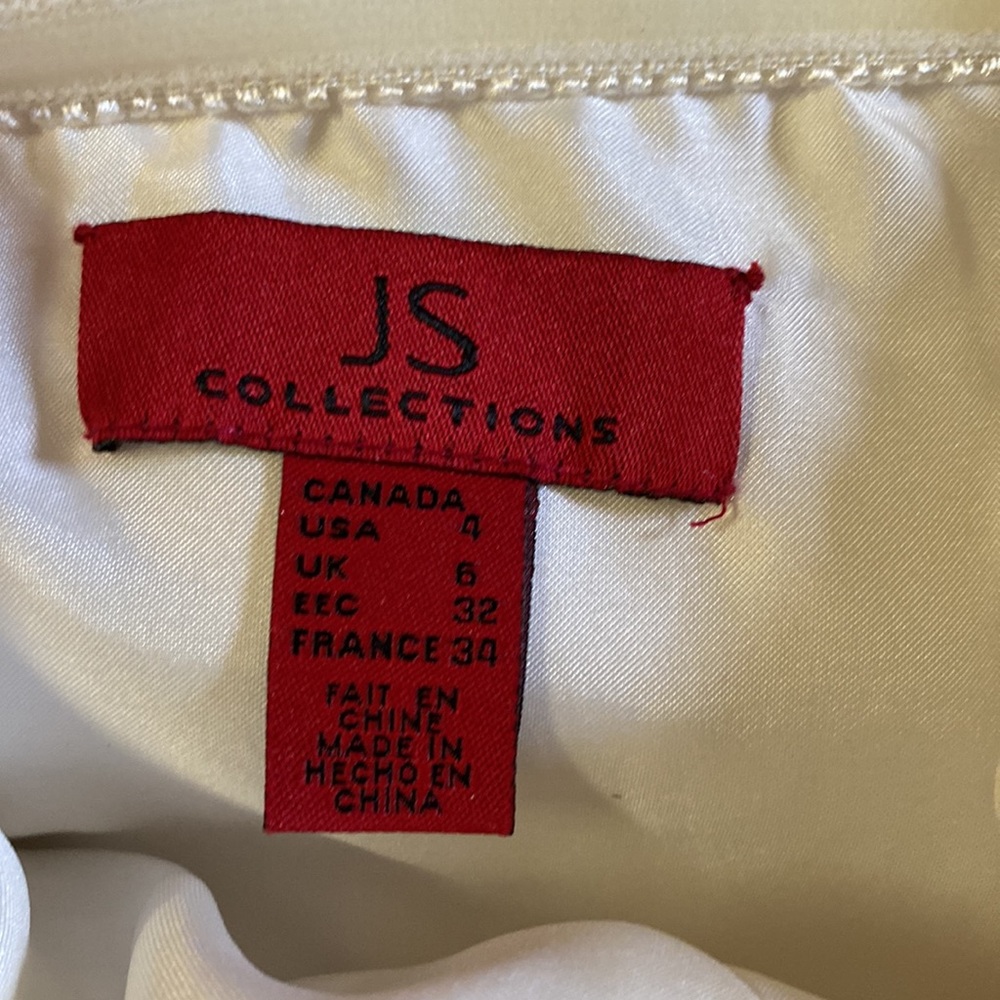 JS
COLLECTIONS
CANADA
USA 4
UK 6
EEC 32
FRANCE 34
FAIT EN
CHINE
MADE IN
HECHO EN
CHINA